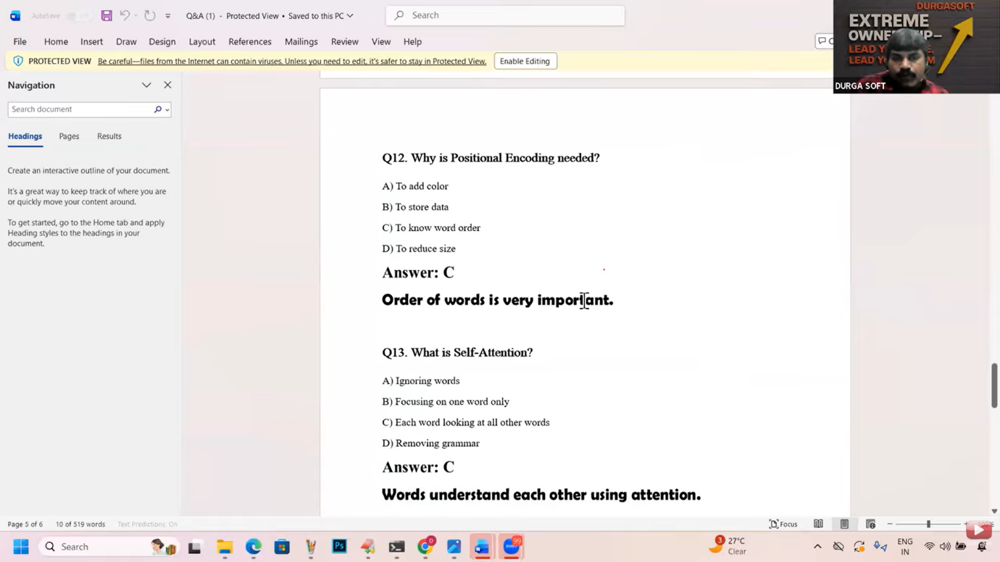 AutoSave
Q&A (1) • Protected View • Saved to this PC
Search
File Home Insert Draw Design Layout References Mailings Review View Help
PROTECTED VIEW Be careful—files from the Internet can contain viruses. Unless you need to edit, it's safer to stay in Protected View. Enable Editing
DURGASOFT
EXTREME
OWNERSHIP—
LEAD
LEAD
DURGA SOFT
Navigation
Search document
Headings Pages Results
Create an interactive outline of your document.
It's a great way to keep track of where you are
or quickly move your content around.
To get started, go to the Home tab and apply
Heading styles to the headings in your
document.
Q12. Why is Positional Encoding needed?
A) To add color
B) To store data
C) To know word order
D) To reduce size
Answer: C
Order of words is very important.
Q13. What is Self-Attention?
A) Ignoring words
B) Focusing on one word only
C) Each word looking at all other words
D) Removing grammar
Answer: C
Words understand each other using attention.
Page 5 of 6 10 of 519 words Text Predictions: On
Focus
Search
Ps
zoom
99
3
27°C
Clear
ENG
IN